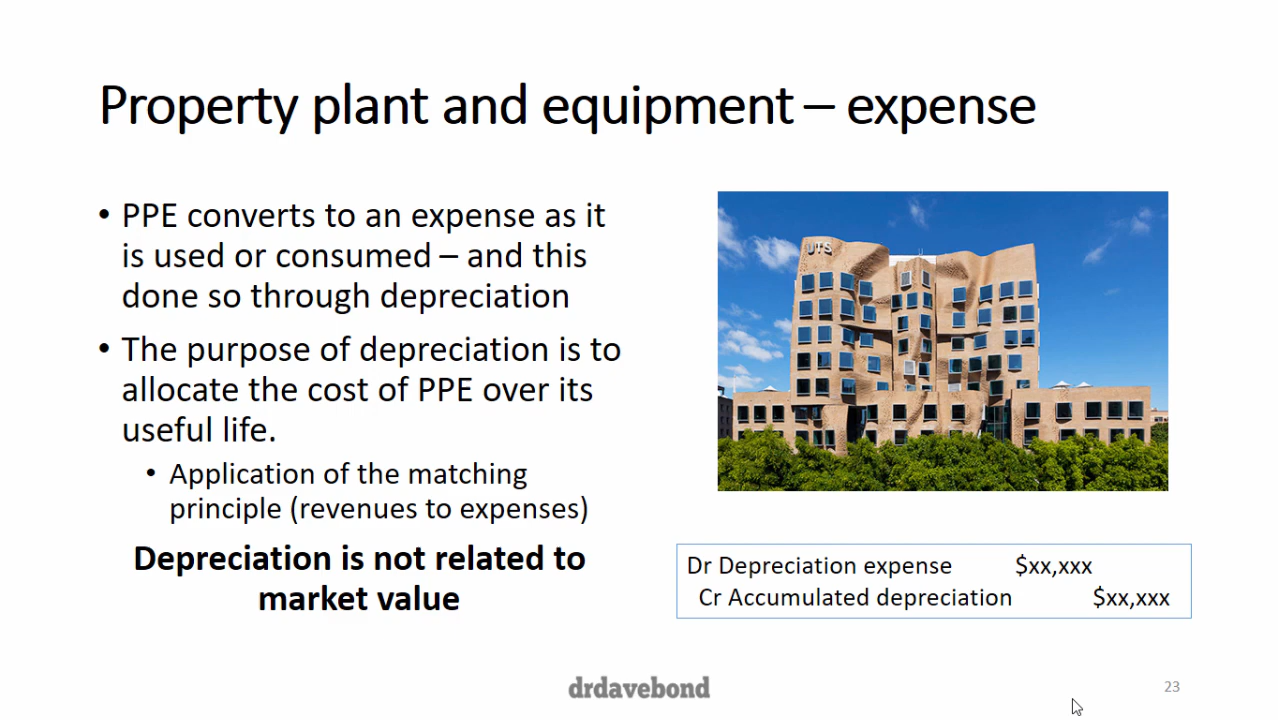 Property plant and equipment – expense
• PPE converts to an expense as it
is used or consumed – and this
done so through depreciation
• The purpose of depreciation is to
allocate the cost of PPE over its
useful life.
• Application of the matching
principle (revenues to expenses)
Depreciation is not related to
market value
UTS
Dr Depreciation expense $xx,xxx
Cr Accumulated depreciation $xx,xxx
drdavebond
23